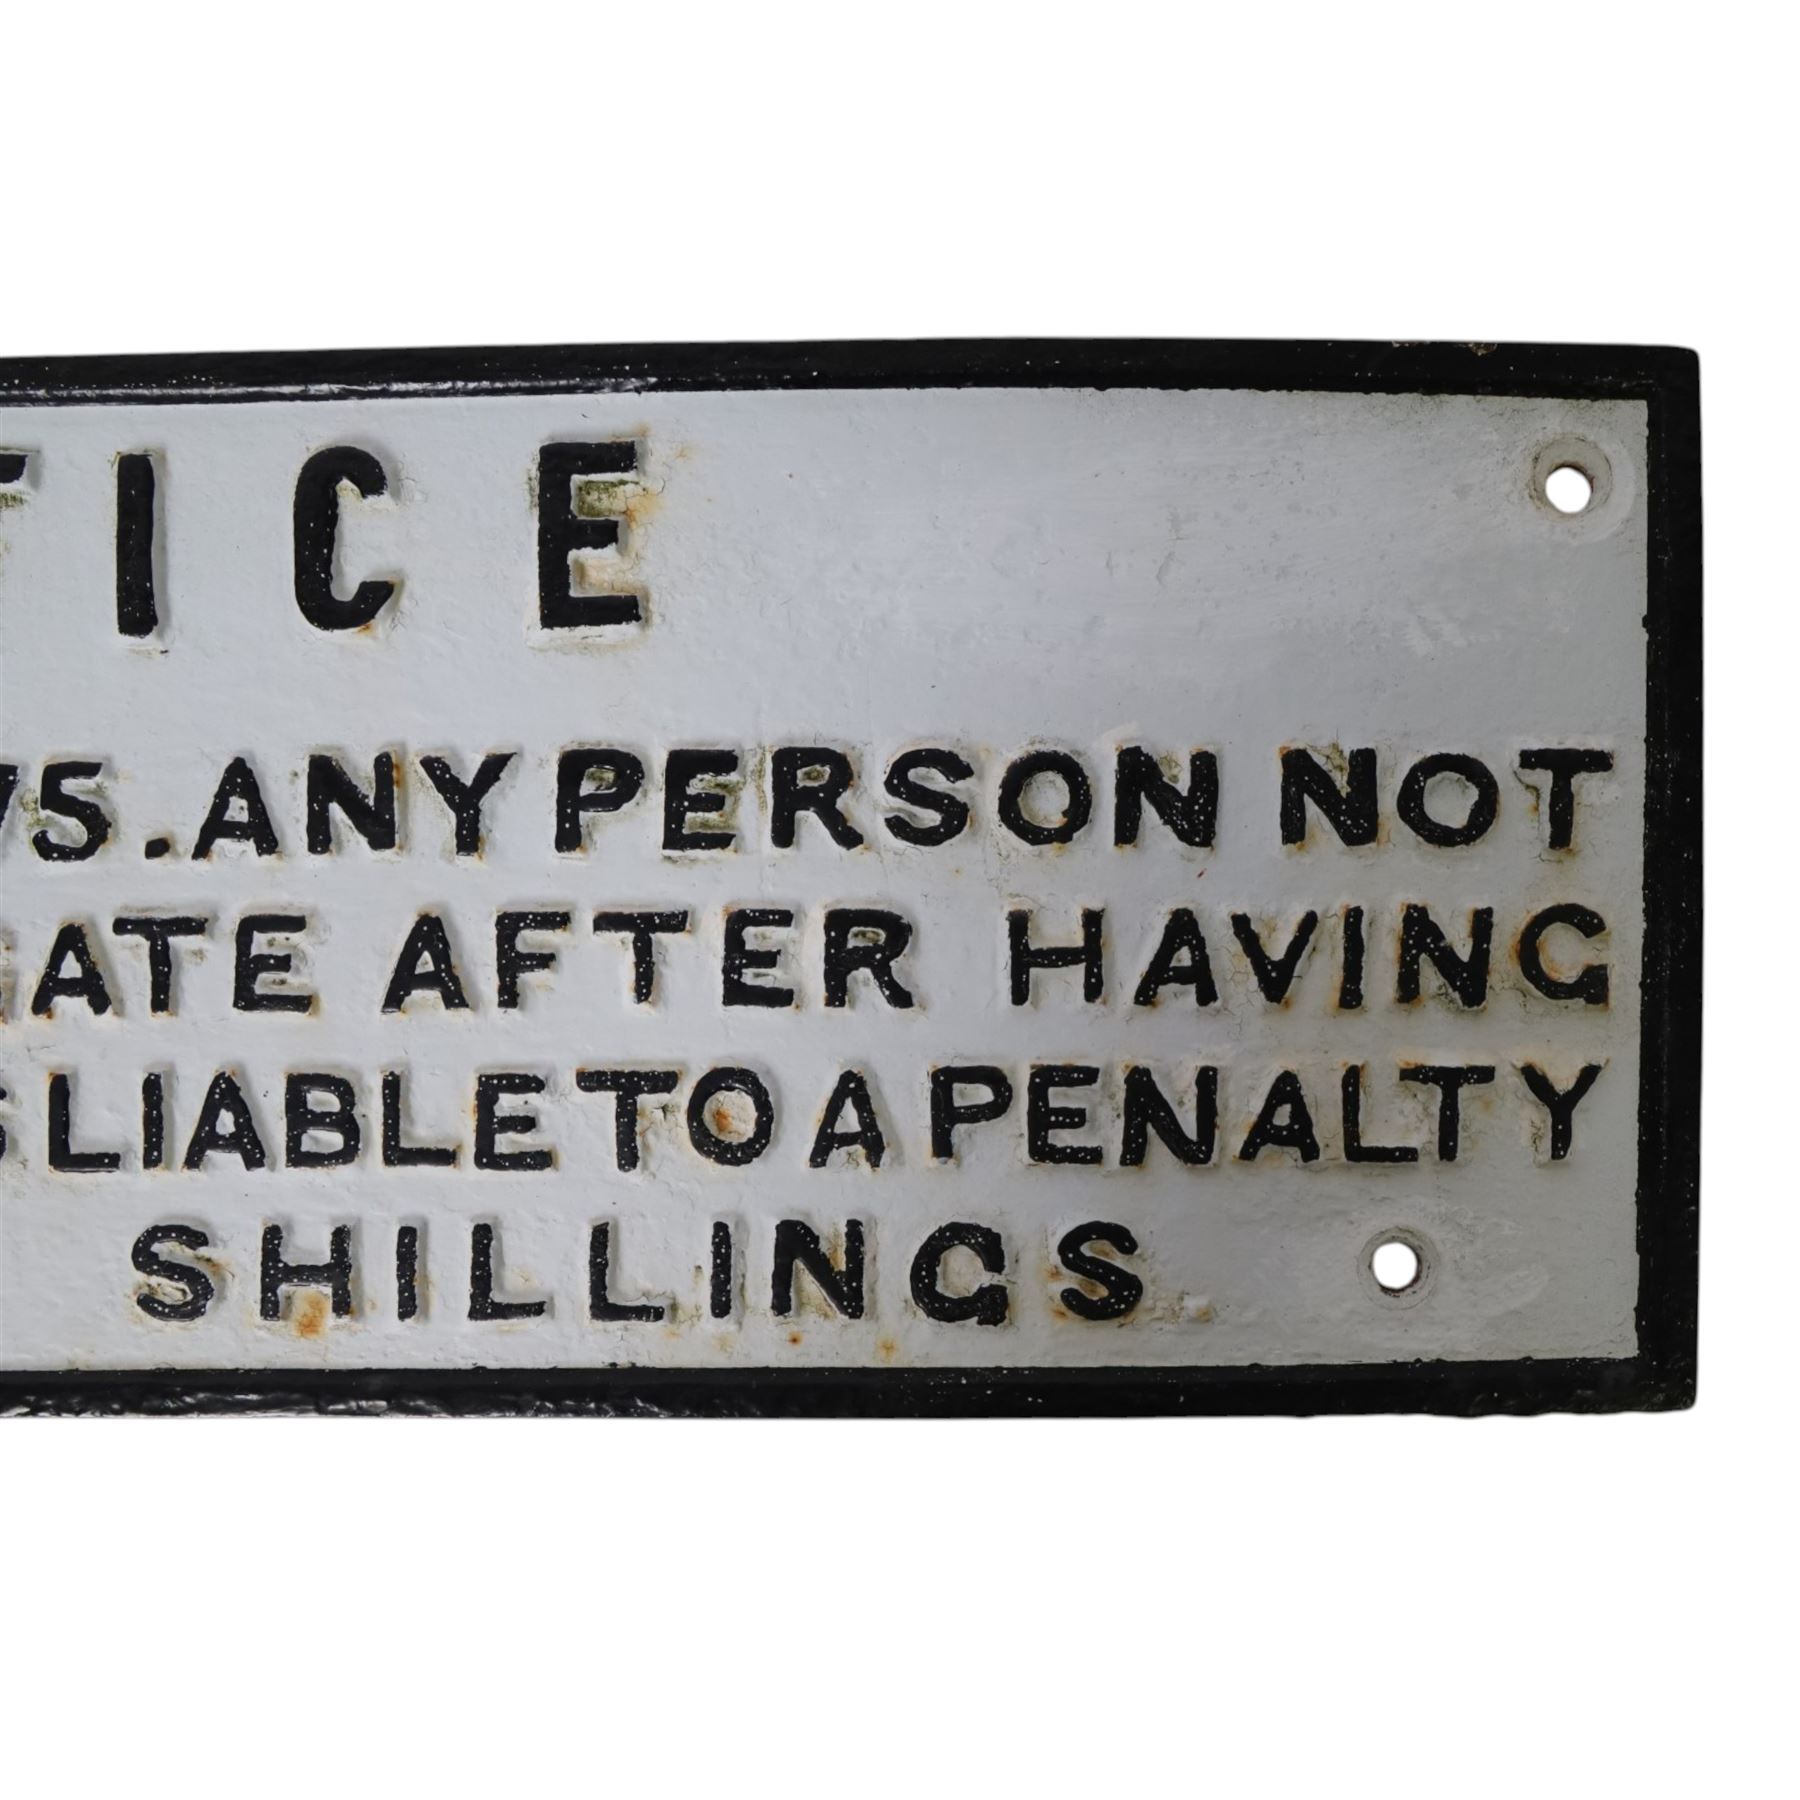 TICE
75. ANY PERSON NOT
GATE AFTER HAVING
S LIABLE TO A PENALTY
SHILLINGS